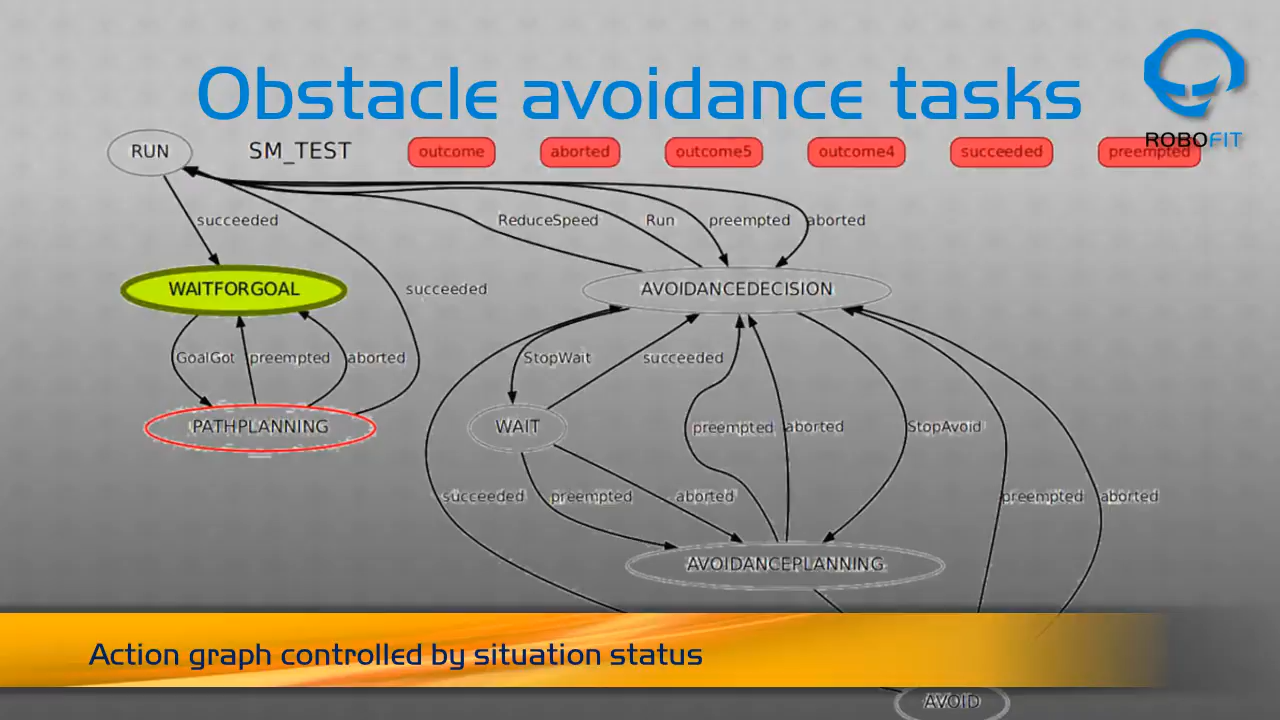 Obstacle avoidance tasks
ROBOFIT
RUN
SM_TEST
outcome
aborted
outcome5
outcome4
succeeded
preempted
succeeded
ReduceSpeed
Run
preempted
aborted
WAITFORGOAL
succeeded
AVOIDANCEDECISION
GoalGot
preempted
aborted
StopWait
succeeded
PATHPLANNING
WAIT
preempted
aborted
StopAvoid
succeeded
preempted
aborted
preempted
aborted
AVOIDANCEPLANNING
Action graph controlled by situation status
AVOID